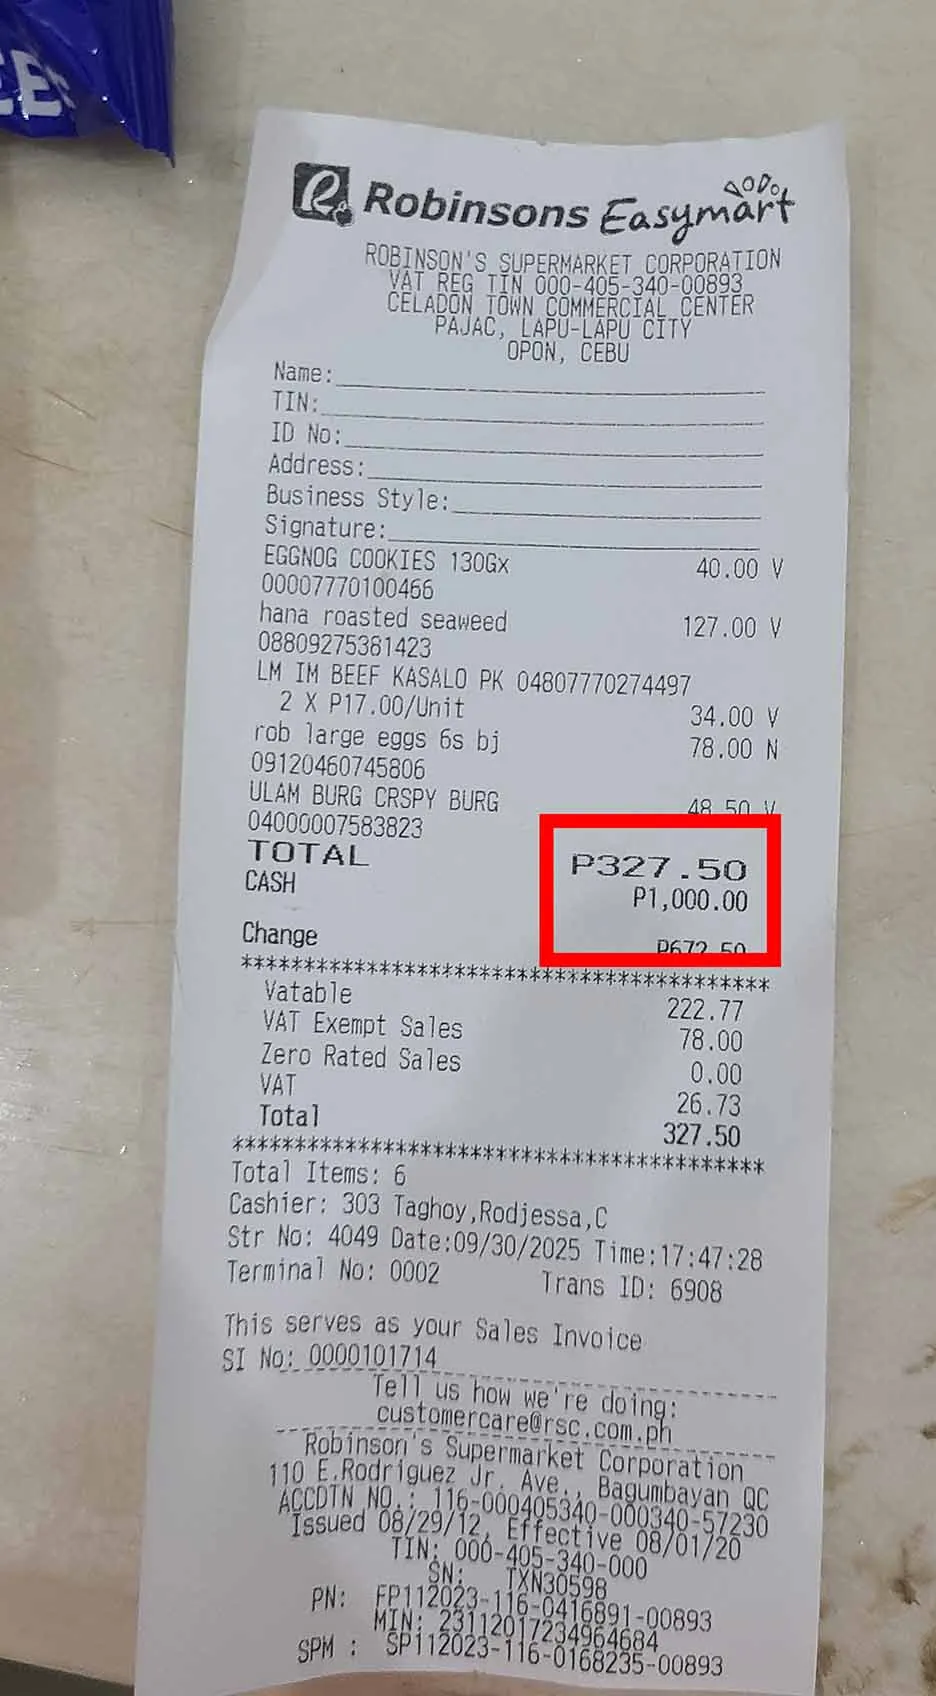 EE
R Robinsons Easymart
ROBINSON'S SUPERMARKET CORPORATION
VAT REG TIN 000-405-340-00893
CELADON TOWN COMMERCIAL CENTER
PAJAC, LAPU-LAPU CITY
OPON, CEBU
Name:
TIN:
ID No:
Address:
Business Style:
Signature:
EGGNOG COOKIES 130Gx 40.00 V
00007770100466
hana roasted seaweed 127.00 V
08809275381423
LM IM BEEF KASALO PK 04807770274497
2 X P17.00/Unit 34.00 V
rob large eggs 6s bj 78.00 N
09120460745806
ULAM BURG CRSPY BURG 48.50 V
04000007583823
TOTAL P327.50
CASH P1,000.00
Change P672.50
*******************************************
Vatable 222.77
VAT Exempt Sales 78.00
Zero Rated Sales 0.00
VAT 26.73
Total 327.50
*******************************************
Total Items: 6
Cashier: 303 Taghoy,Rodjessa,C
Str No: 4049 Date:09/30/2025 Time:17:47:28
Terminal No: 0002 Trans ID: 6908
This serves as your Sales Invoice
SI No: 0000101714
Tell us how we're doing:
customercare@rsc.com.ph
Robinson's Supermarket Corporation
110 E.Rodriguez Jr. Ave., Bagumbayan QC
ACCDTN NO.: 116-000405340-000340-57230
Issued 08/29/12, Effective 08/01/20
TIN: 000-405-340-000
SN: TXN30598
PN: FP112023-116-0416891-00893
MIN: 23112017234964684
SPM : SP112023-116-0168235-00893